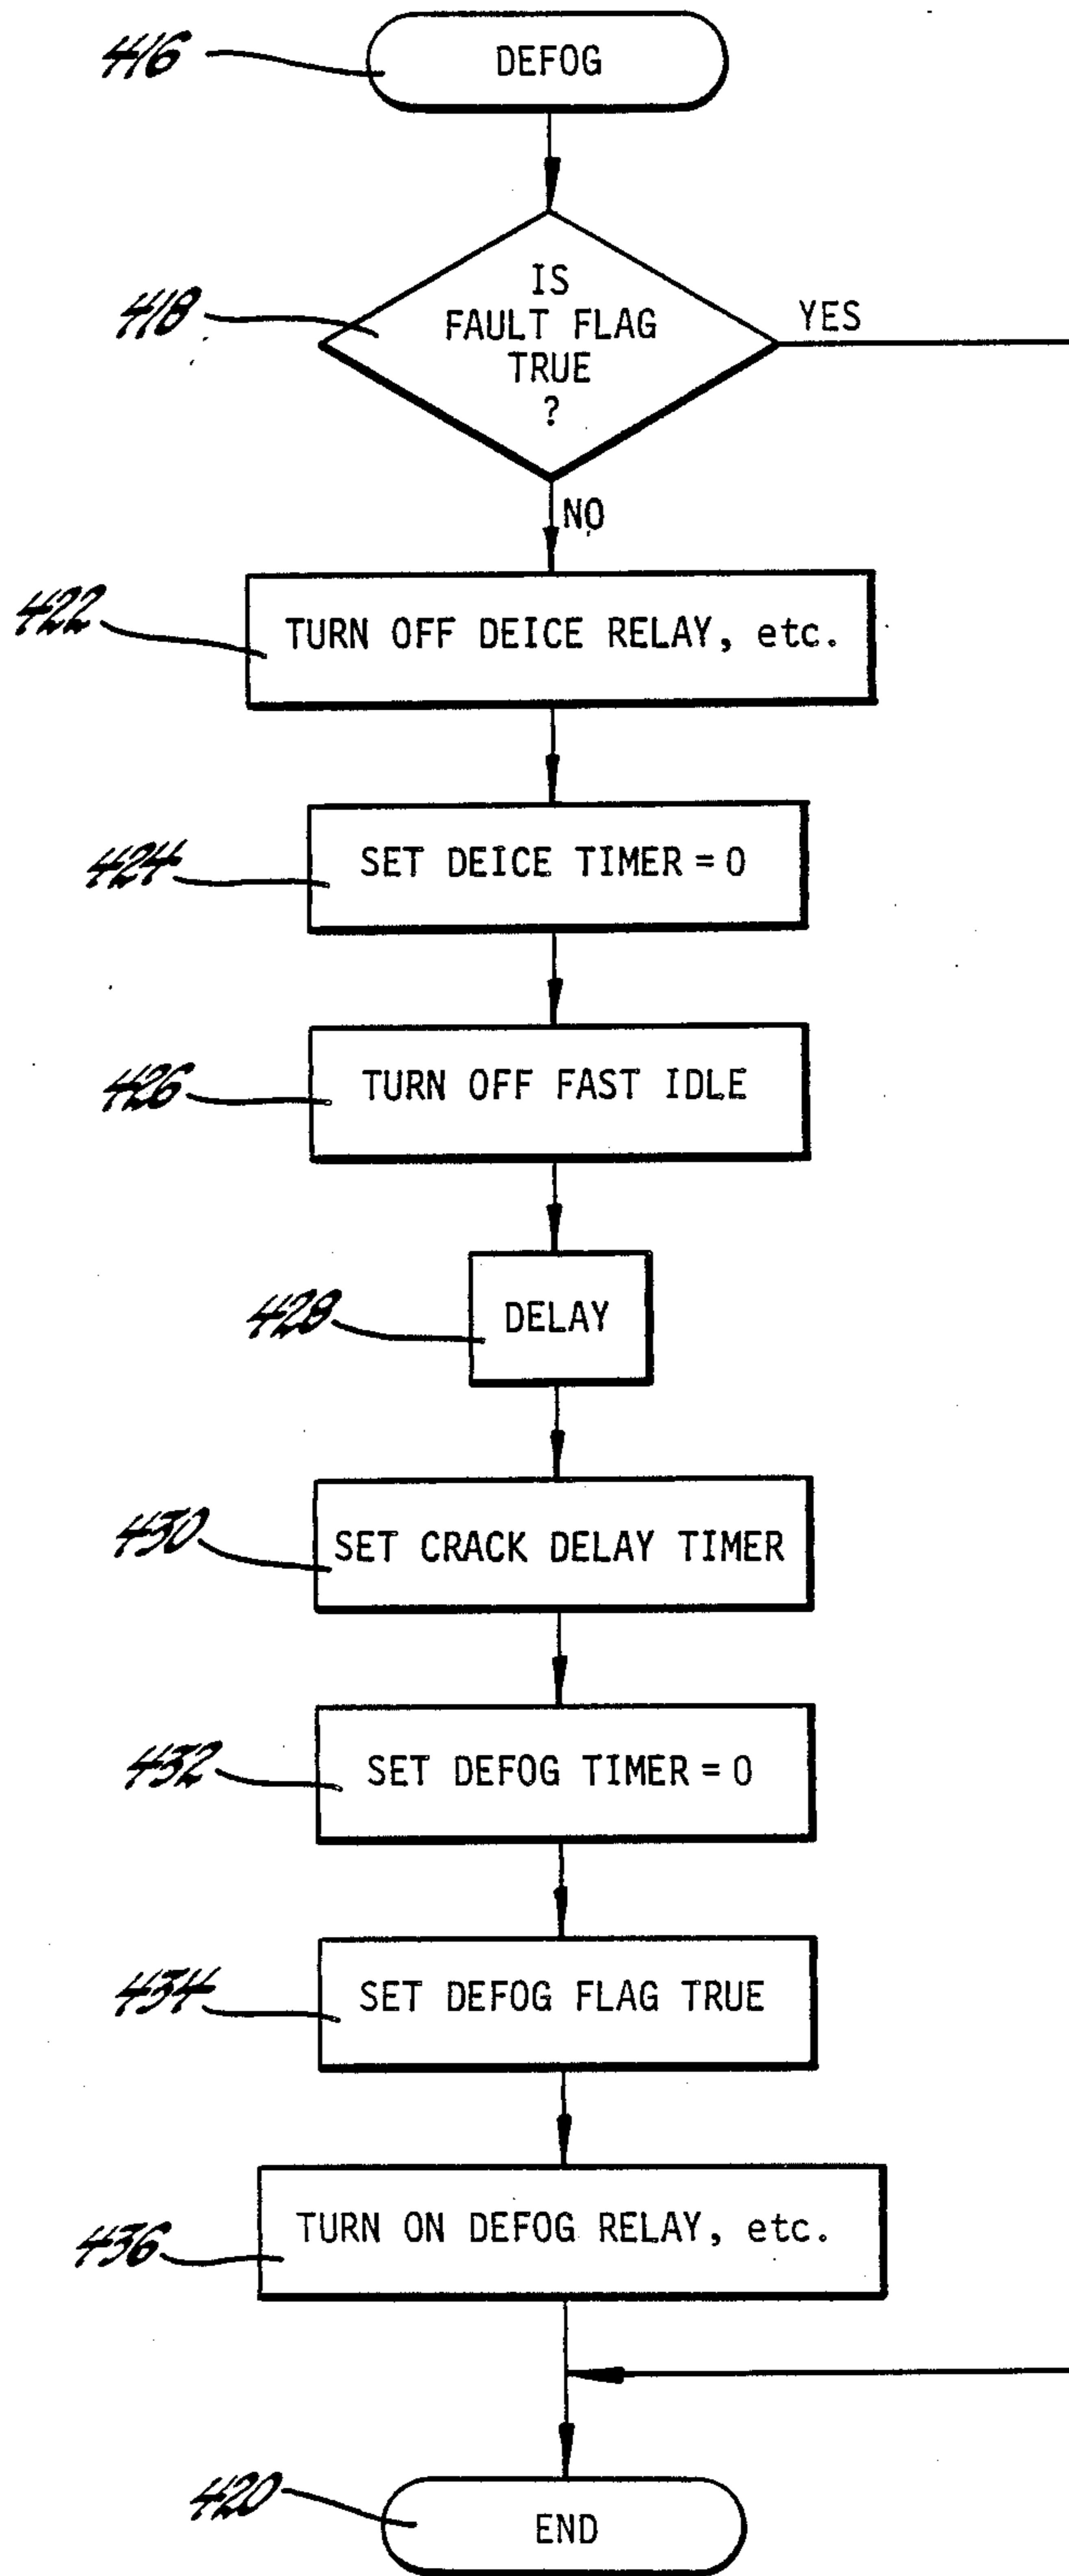 416
DEFOG
418
IS
FAULT FLAG
TRUE
?
YES
NO
422
TURN OFF DEICE RELAY, etc.
424
SET DEICE TIMER = 0
426
TURN OFF FAST IDLE
428
DELAY
430
SET CRACK DELAY TIMER
432
SET DEFOG TIMER = 0
434
SET DEFOG FLAG TRUE
436
TURN ON DEFOG RELAY, etc.
420
END